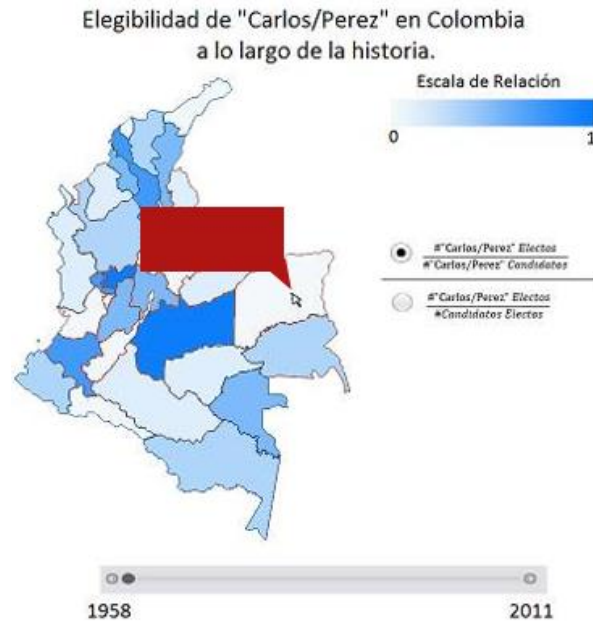 Elegibilidad de "Carlos/Perez" en Colombia
a lo largo de la historia.
Escala de Relación
0 1
#"Carlos/Perez" Electos
#"Carlos/Perez" Candidatos
#"Carlos/Perez" Electos
#Candidatos Electos
1958 2011